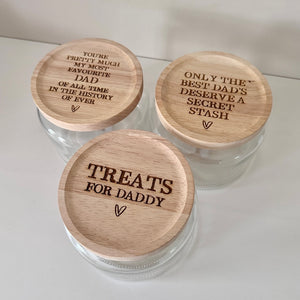 YOU'RE
PRETTY MUCH
MY MOST
FAVOURITE
DAD
OF ALL TIME
IN THE HISTORY
OF EVER
ONLY THE
BEST DAD'S
DESERVE A
SECRET
STASH
TREATS
FOR DADDY